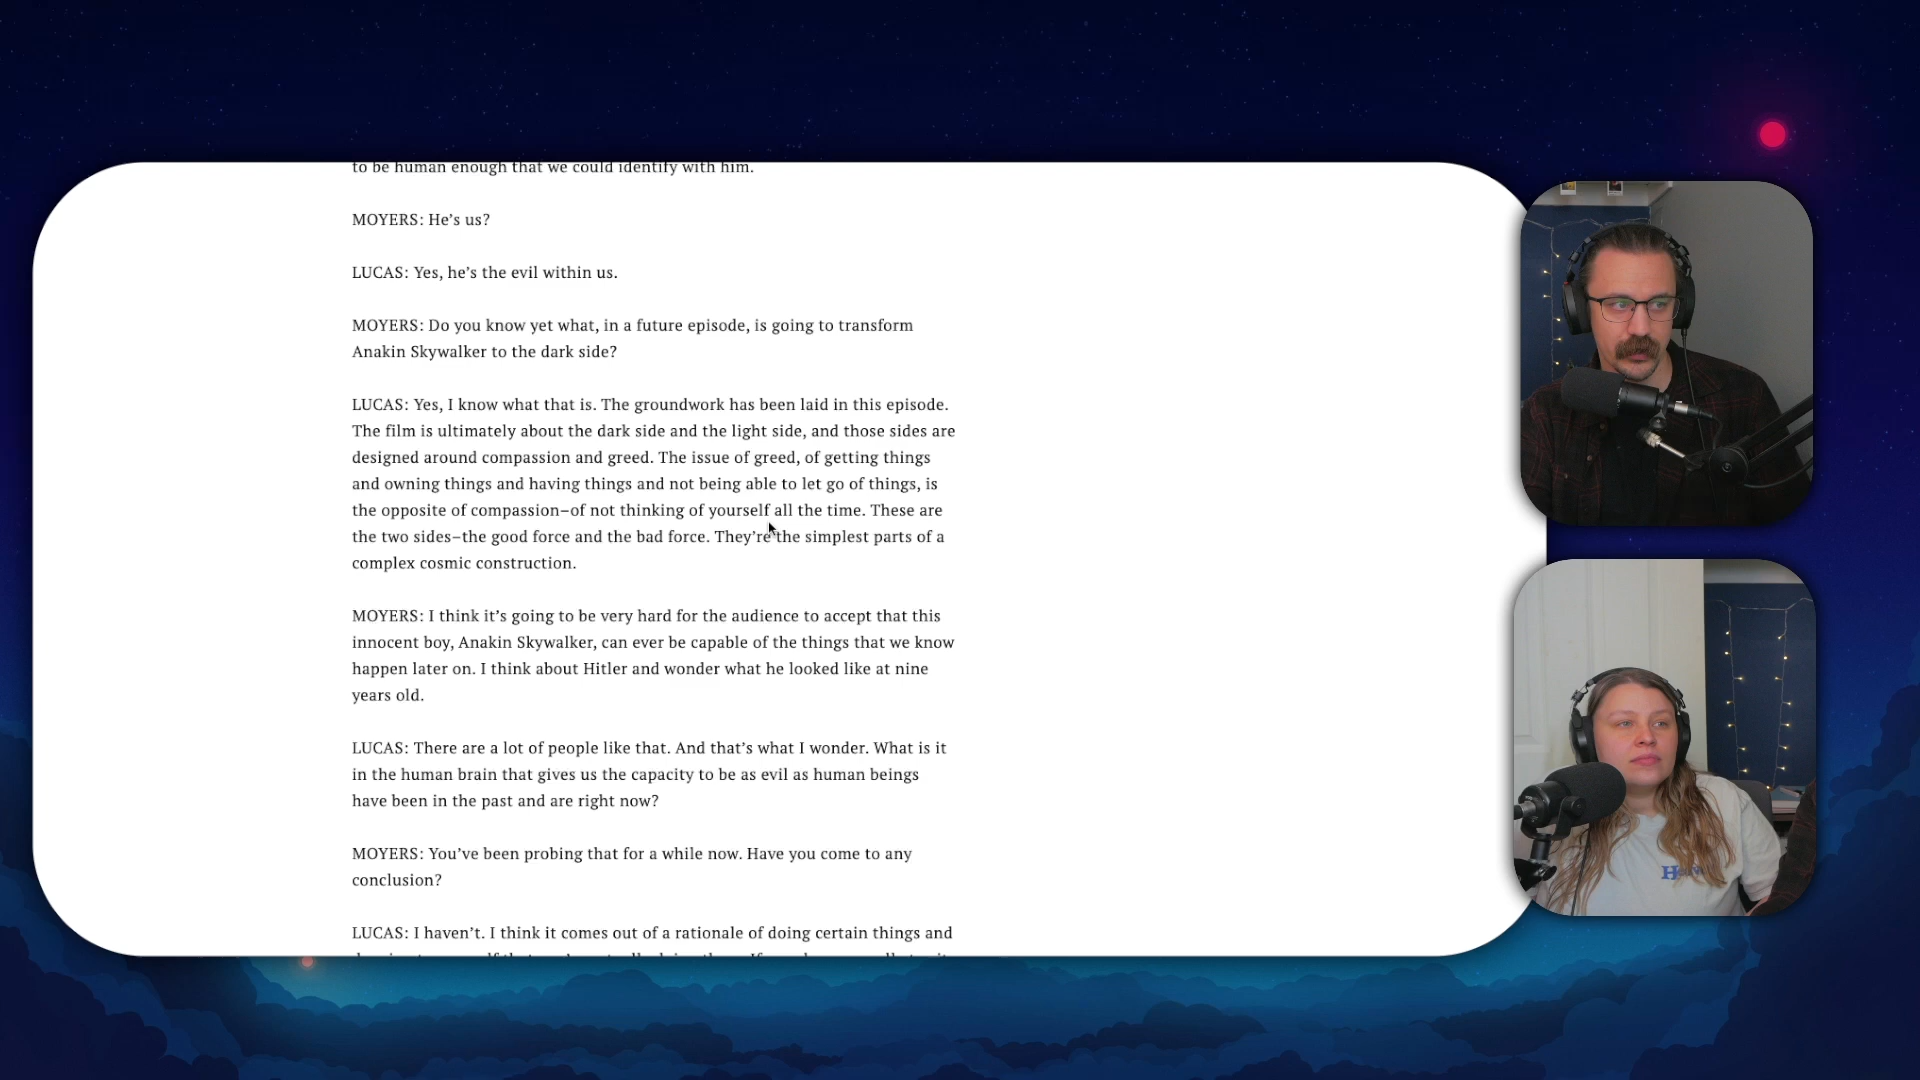 to be human enough that we could identify with him.
MOYERS: He’s us?
LUCAS: Yes, he’s the evil within us.
MOYERS: Do you know yet what, in a future episode, is going to transform
Anakin Skywalker to the dark side?
LUCAS: Yes, I know what that is. The groundwork has been laid in this episode.
The film is ultimately about the dark side and the light side, and those sides are
designed around compassion and greed. The issue of greed, of getting things
and owning things and having things and not being able to let go of things, is
the opposite of compassion–of not thinking of yourself all the time. These are
the two sides–the good force and the bad force. They’re the simplest parts of a
complex cosmic construction.
MOYERS: I think it’s going to be very hard for the audience to accept that this
innocent boy, Anakin Skywalker, can ever be capable of the things that we know
happen later on. I think about Hitler and wonder what he looked like at nine
years old.
LUCAS: There are a lot of people like that. And that’s what I wonder. What is it
in the human brain that gives us the capacity to be as evil as human beings
have been in the past and are right now?
MOYERS: You’ve been probing that for a while now. Have you come to any
conclusion?
LUCAS: I haven’t. I think it comes out of a rationale of doing certain things and